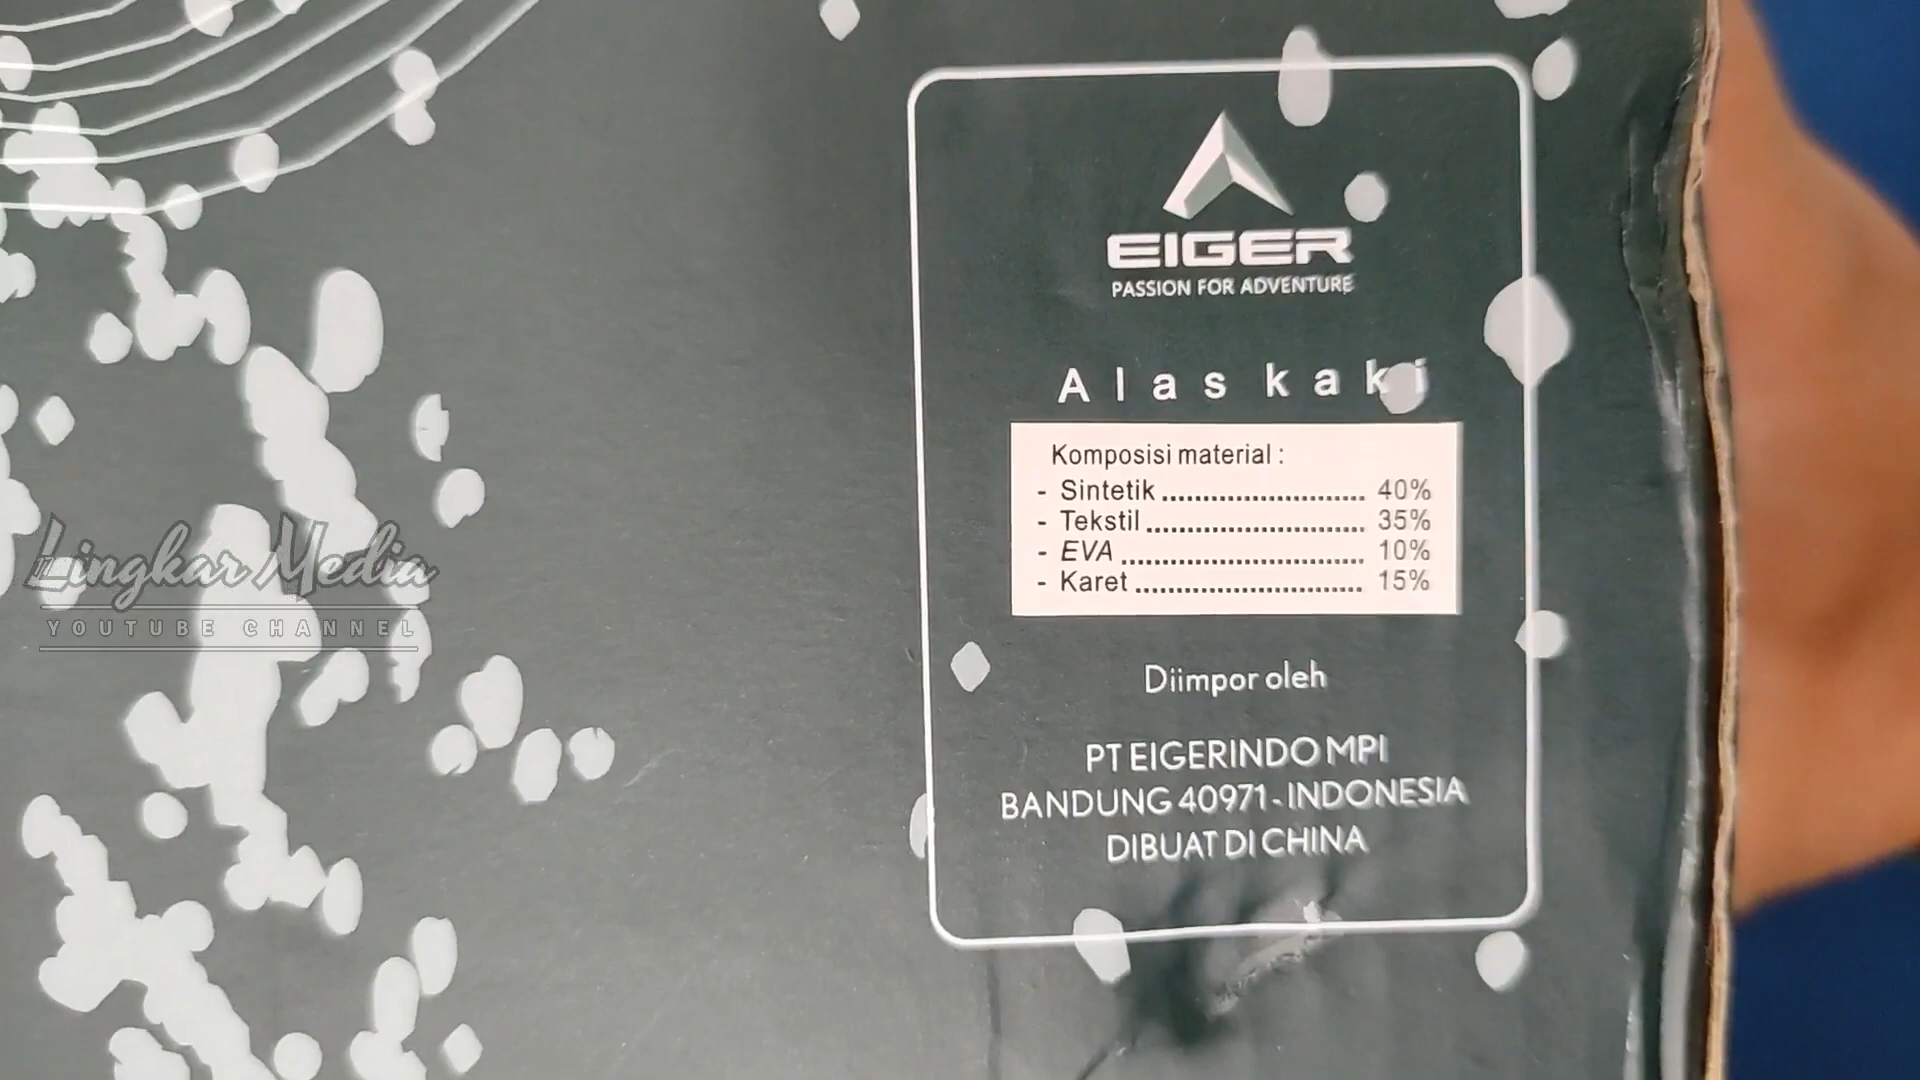 EIGER
PASSION FOR ADVENTURE
Alas kaki
Komposisi material :
- Sintetik ........................ 40%
- Tekstil .......................... 35%
- EVA ............................. 10%
- Karet ........................... 15%
Diimpor oleh
PT EIGERINDO MPI
BANDUNG 40971 - INDONESIA
DIBUAT DI CHINA
Lingkar Media
YOUTUBE CHANNEL